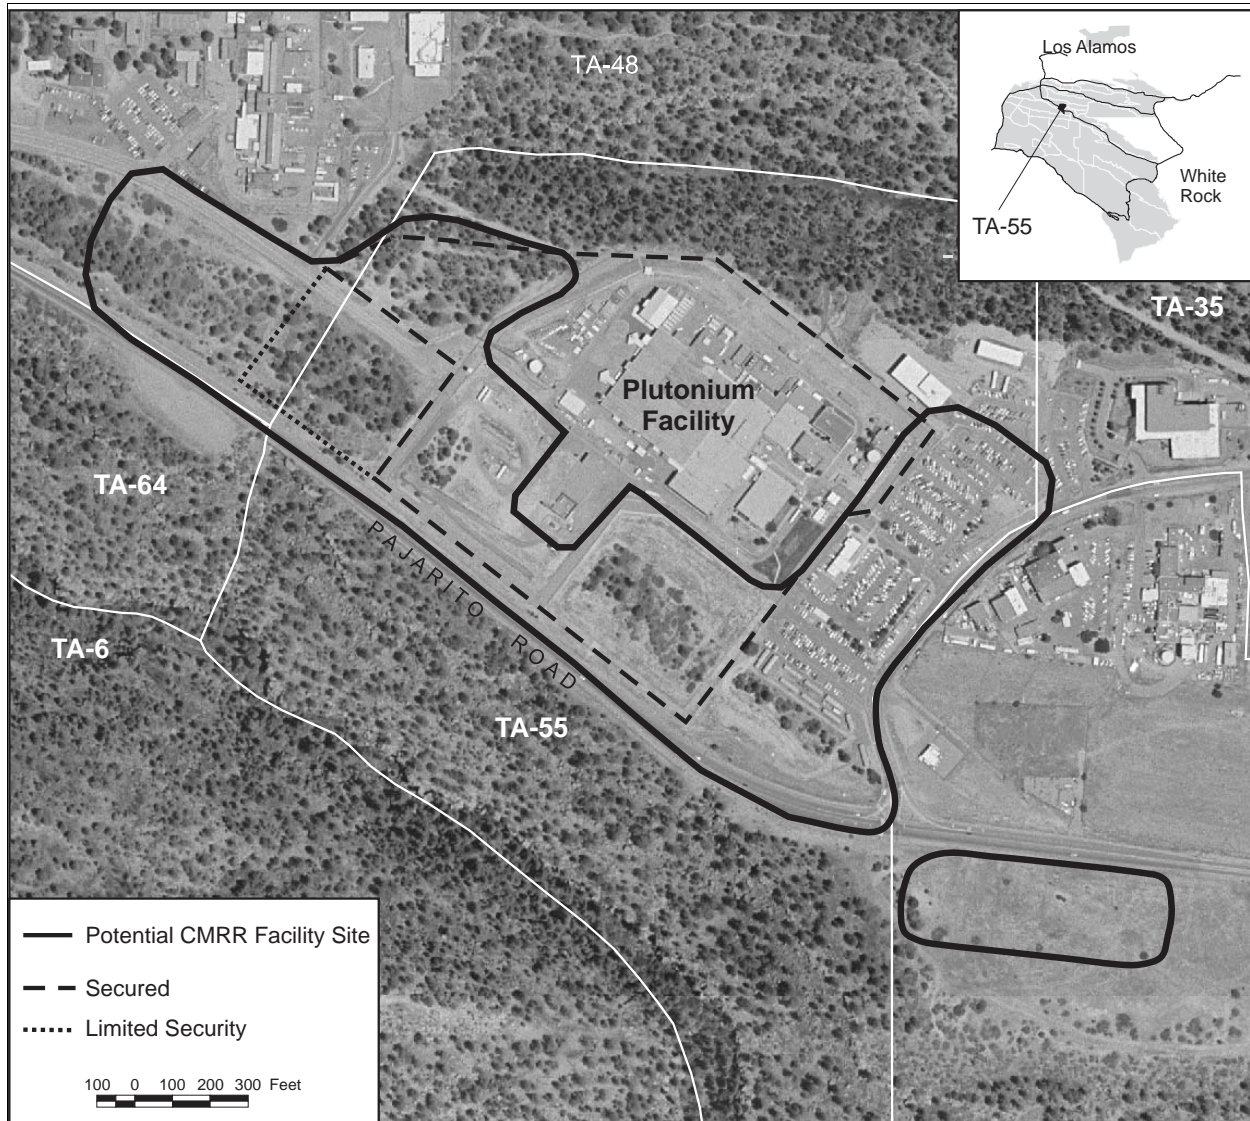 TA-48
Los Alamos
White
Rock
TA-55
TA-35
Plutonium
Facility
TA-64
PAJARITO ROAD
TA-6
TA-55
Potential CMRR Facility Site
Secured
Limited Security
100 0 100 200 300 Feet